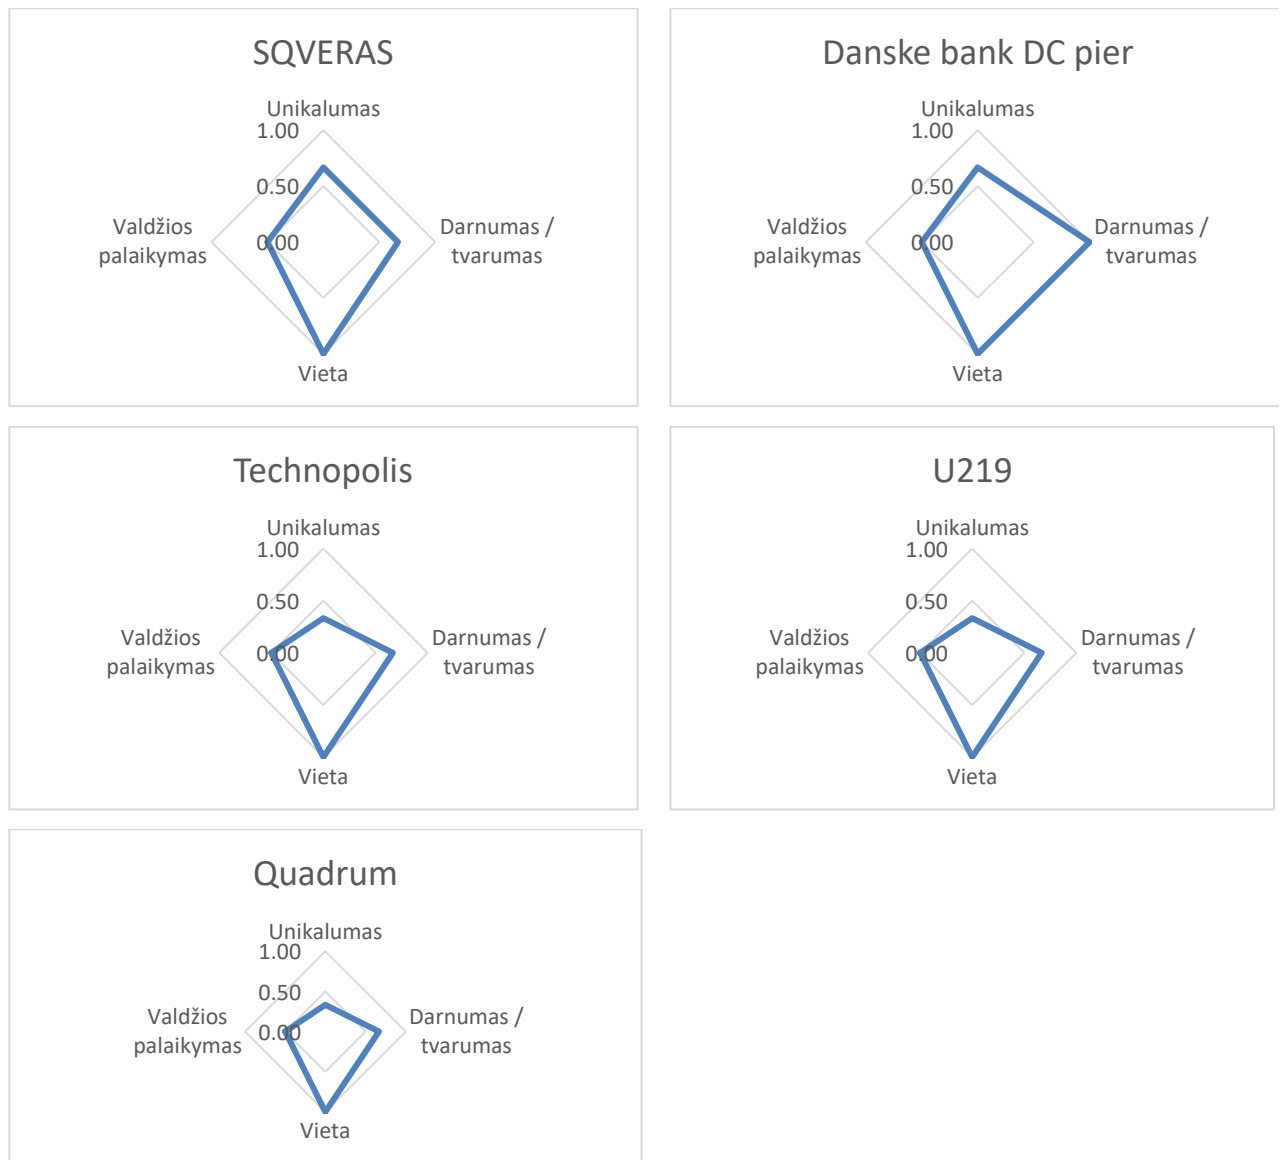 SQVERAS
Unikalumas
1.00
0.50
0.00
Valdžios
palaikymas
Darnumas /
tvarumas
Vieta
Danske bank DC pier
Unikalumas
1.00
0.50
0.00
Valdžios
palaikymas
Darnumas /
tvarumas
Vieta
Technopolis
Unikalumas
1.00
0.50
0.00
Valdžios
palaikymas
Darnumas /
tvarumas
Vieta
U219
Unikalumas
1.00
0.50
0.00
Valdžios
palaikymas
Darnumas /
tvarumas
Vieta
Quadrum
Unikalumas
1.00
0.50
0.00
Valdžios
palaikymas
Darnumas /
tvarumas
Vieta